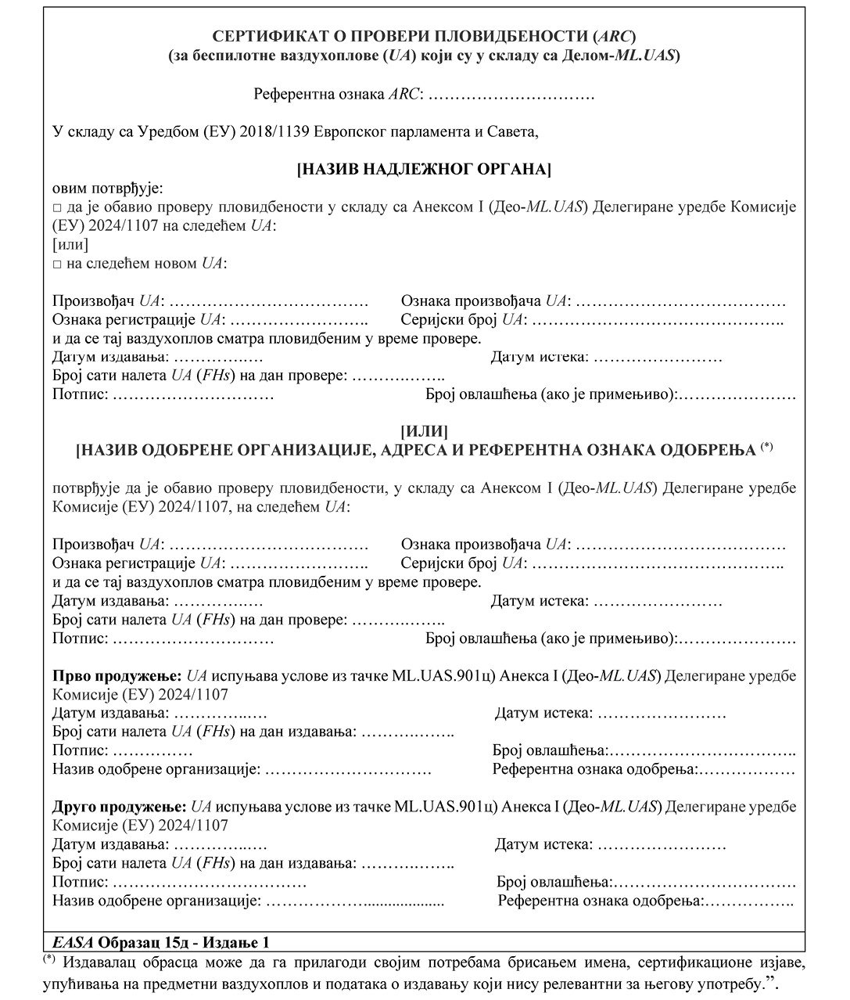 СЕРТИФИКАТ О ПРОВЕРИ ПЛОВИДБЕНОСТИ (ARC)
(за беспилотне ваздухоплове (UA) који су у складу са Делом-ML.UAS)
Референтна ознака ARC: ………………………….
У складу са Уредбом (ЕУ) 2018/1139 Европског парламента и Савета,
[НАЗИВ НАДЛЕЖНОГ ОРГАНА]
овим потврђује:
□ да је обавио проверу пловидбености у складу са Анексом I (Део-ML.UAS) Делегиране уредбе Комисије
(ЕУ) 2024/1107 на следећем UA:
[или]
□ на следећем новом UA:
Произвођач UA: ………………………………. Ознака произвођача UA: …………………………………
Ознака регистрације UA: …………………….. Серијски број UA: ………………………………………..
и да се тај ваздухоплов сматра пловидбеним у време провере.
Датум издавања: …………..…. Датум истека: ……………………
Број сати налета UA (FHs) на дан провере: ……….……..
Потпис: ………………………… Број овлашћења (ако је примењиво):………………….
[ИЛИ]
[НАЗИВ ОДОБРЕНЕ ОРГАНИЗАЦИЈЕ, АДРЕСА И РЕФЕРЕНТНА ОЗНАКА ОДОБРЕЊА (*)
потврђује да је обавио проверу пловидбености, у складу са Анексом I (Део-ML.UAS) Делегиране уредбе
Комисије (ЕУ) 2024/1107, на следећем UA:
Произвођач UA: ………………………………. Ознака произвођача UA: …………………………………
Ознака регистрације UA: …………………….. Серијски број UA: ………………………………………..
и да се тај ваздухоплов сматра пловидбеним у време провере.
Датум издавања: …………..…. Датум истека: ……………………
Број сати налета UA (FHs) на дан провере: ……….……..
Потпис: ………………………… Број овлашћења (ако је примењиво):………………….
Прво продужење: UA испуњава услове из тачке ML.UAS.901ц) Анекса I (Део-ML.UAS) Делегиране уредбе
Комисије (ЕУ) 2024/1107
Датум издавања: …………..…. Датум истека: ……………………
Број сати налета UA (FHs) на дан издавања: ……….……..
Потпис: …………… Број овлашћења:……………………………..
Назив одобрене организације: …………………………. Референтна ознака одобрења:………………
Друго продужење: UA испуњава услове из тачке ML.UAS.901ц) Анекса I (Део-ML.UAS) Делегиране уредбе
Комисије (ЕУ) 2024/1107
Датум издавања: …………..…. Датум истека: ……………………
Број сати налета UA (FHs) на дан издавања: ……….……..
Потпис: ……………………………… Број овлашћења:…………………………….
Назив одобрене организације: ………………................... Референтна ознака одобрења:……………..
EASA Образац 15д - Издање 1
(*) Издавалац обрасца може да га прилагоди својим потребама брисањем имена, сертификационе изјаве,
упућивања на предметни ваздухоплов и података о издавању који нису релевантни за његову употребу.”.